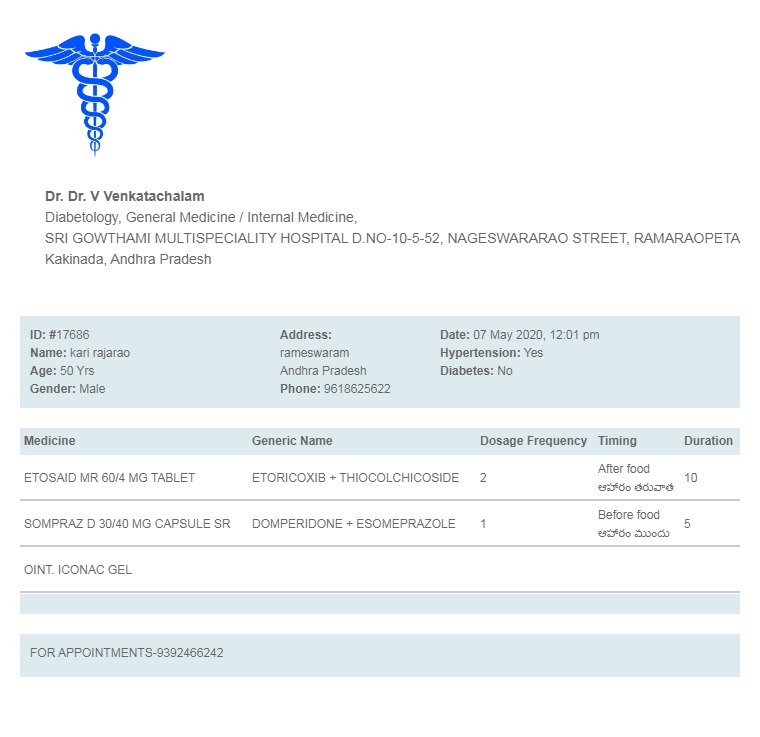 Dr. Dr. V Venkatachalam
Diabetology, General Medicine / Internal Medicine,
SRI GOWTHAMI MULTISPECIALITY HOSPITAL D.NO-10-5-52, NAGESWARARAO STREET, RAMARAOPETA
Kakinada, Andhra Pradesh
ID: #17686
Name: kari rajarao
Age: 50 Yrs
Gender: Male
Address:
rameswaram
Andhra Pradesh
Phone: 9618625622
Date: 07 May 2020, 12:01 pm
Hypertension: Yes
Diabetes: No
Medicine Generic Name Dosage Frequency Timing Duration
ETOSAID MR 60/4 MG TABLET ETORICOXIB + THIOCOLCHICOSIDE 2 After food 10
ఆహారం తరువాత
SOMPRAZ D 30/40 MG CAPSULE SR DOMPERIDONE + ESOMEPRAZOLE 1 Before food 5
ఆహారం ముందు
OINT. ICONAC GEL
FOR APPOINTMENTS-9392466242